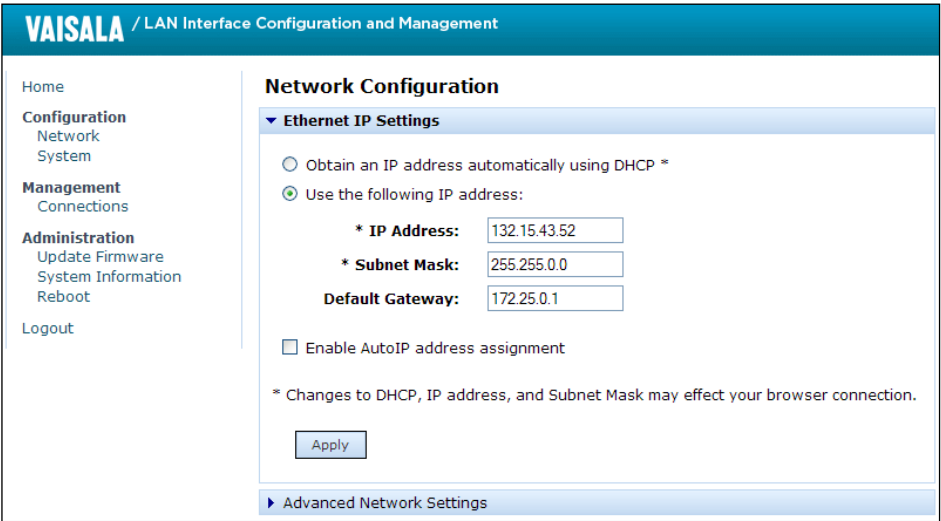 VAISALA / LAN Interface Configuration and Management
Home
Configuration
Network
System
Management
Connections
Administration
Update Firmware
System Information
Reboot
Logout
Network Configuration
Ethernet IP Settings
Obtain an IP address automatically using DHCP *
Use the following IP address:
* IP Address: 132.15.43.52
* Subnet Mask: 255.255.0.0
Default Gateway: 172.25.0.1
Enable AutoIP address assignment
* Changes to DHCP, IP address, and Subnet Mask may effect your browser connection.
Apply
Advanced Network Settings